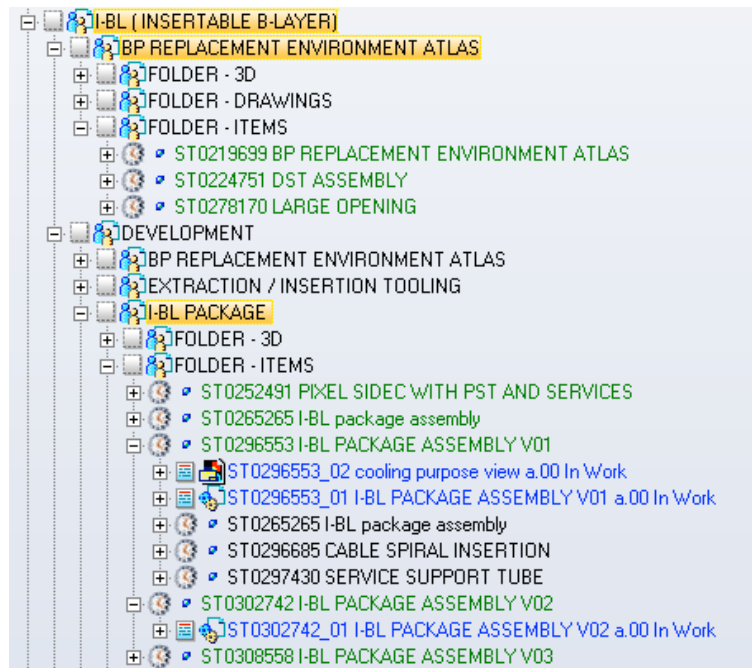 I-BL ( INSERTABLE B-LAYER)
BP REPLACEMENT ENVIRONMENT ATLAS
FOLDER - 3D
FOLDER - DRAWINGS
FOLDER - ITEMS
ST0219699 BP REPLACEMENT ENVIRONMENT ATLAS
ST0224751 DST ASSEMBLY
ST0278170 LARGE OPENING
DEVELOPMENT
BP REPLACEMENT ENVIRONMENT ATLAS
EXTRACTION / INSERTION TOOLING
I-BL PACKAGE
FOLDER - 3D
FOLDER - ITEMS
ST0252491 PIXEL SIDEC WITH PST AND SERVICES
ST0265265 I-BL package assembly
ST0296553 I-BL PACKAGE ASSEMBLY V01
ST0296553_02 cooling purpose view a.00 In Work
ST0296553_01 I-BL PACKAGE ASSEMBLY V01 a.00 In Work
ST0265265 I-BL package assembly
ST0296685 CABLE SPIRAL INSERTION
ST0297430 SERVICE SUPPORT TUBE
ST0302742 I-BL PACKAGE ASSEMBLY V02
ST0302742_01 I-BL PACKAGE ASSEMBLY V02 a.00 In Work
ST0308558 I-BL PACKAGE ASSEMBLY V03